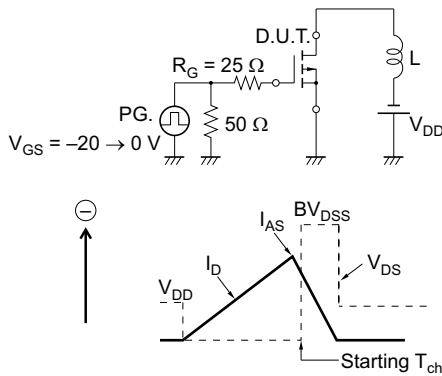 D.U.T.
R_G = 25 Ω
L
PG.
50 Ω
V_DD
V_GS = –20 → 0 V
–
I_AS
BV_DSS
I_D
V_DD
V_DS
Starting T_ch